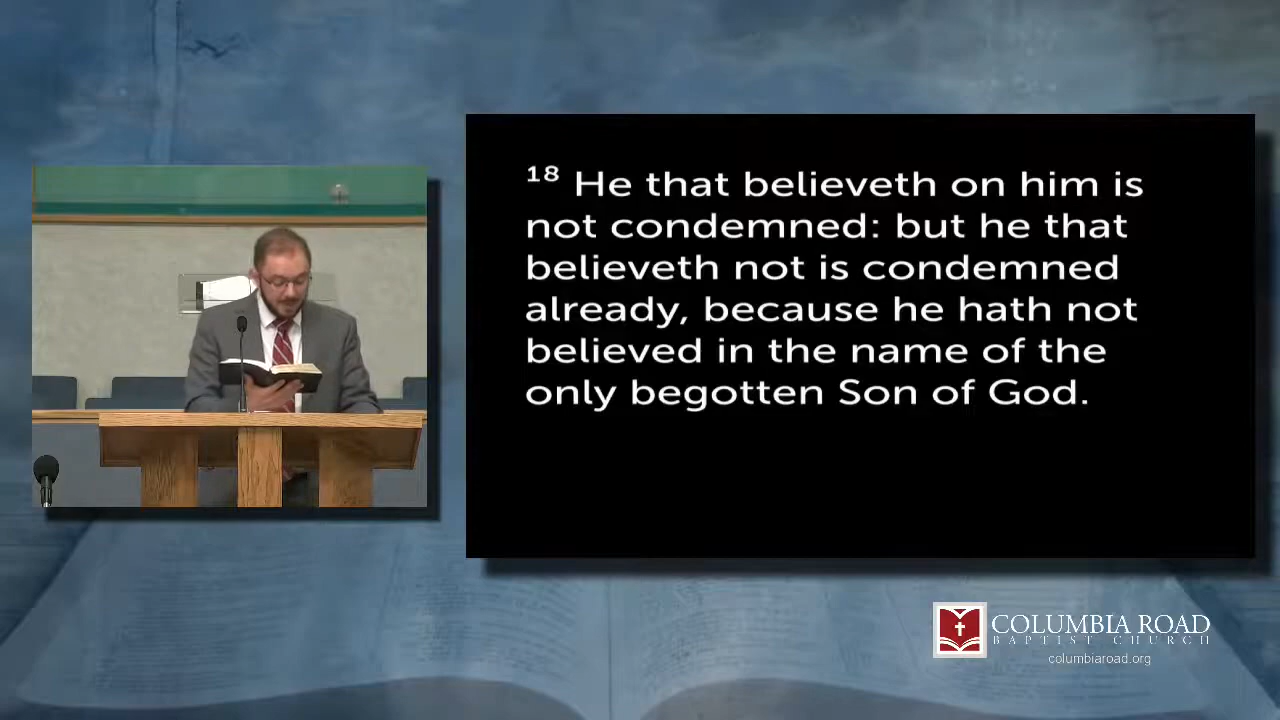 18 He that believeth on him is
not condemned: but he that
believeth not is condemned
already, because he hath not
believed in the name of the
only begotten Son of God.
COLUMBIA ROAD
BAPTIST CHURCH
columbiaroad.org